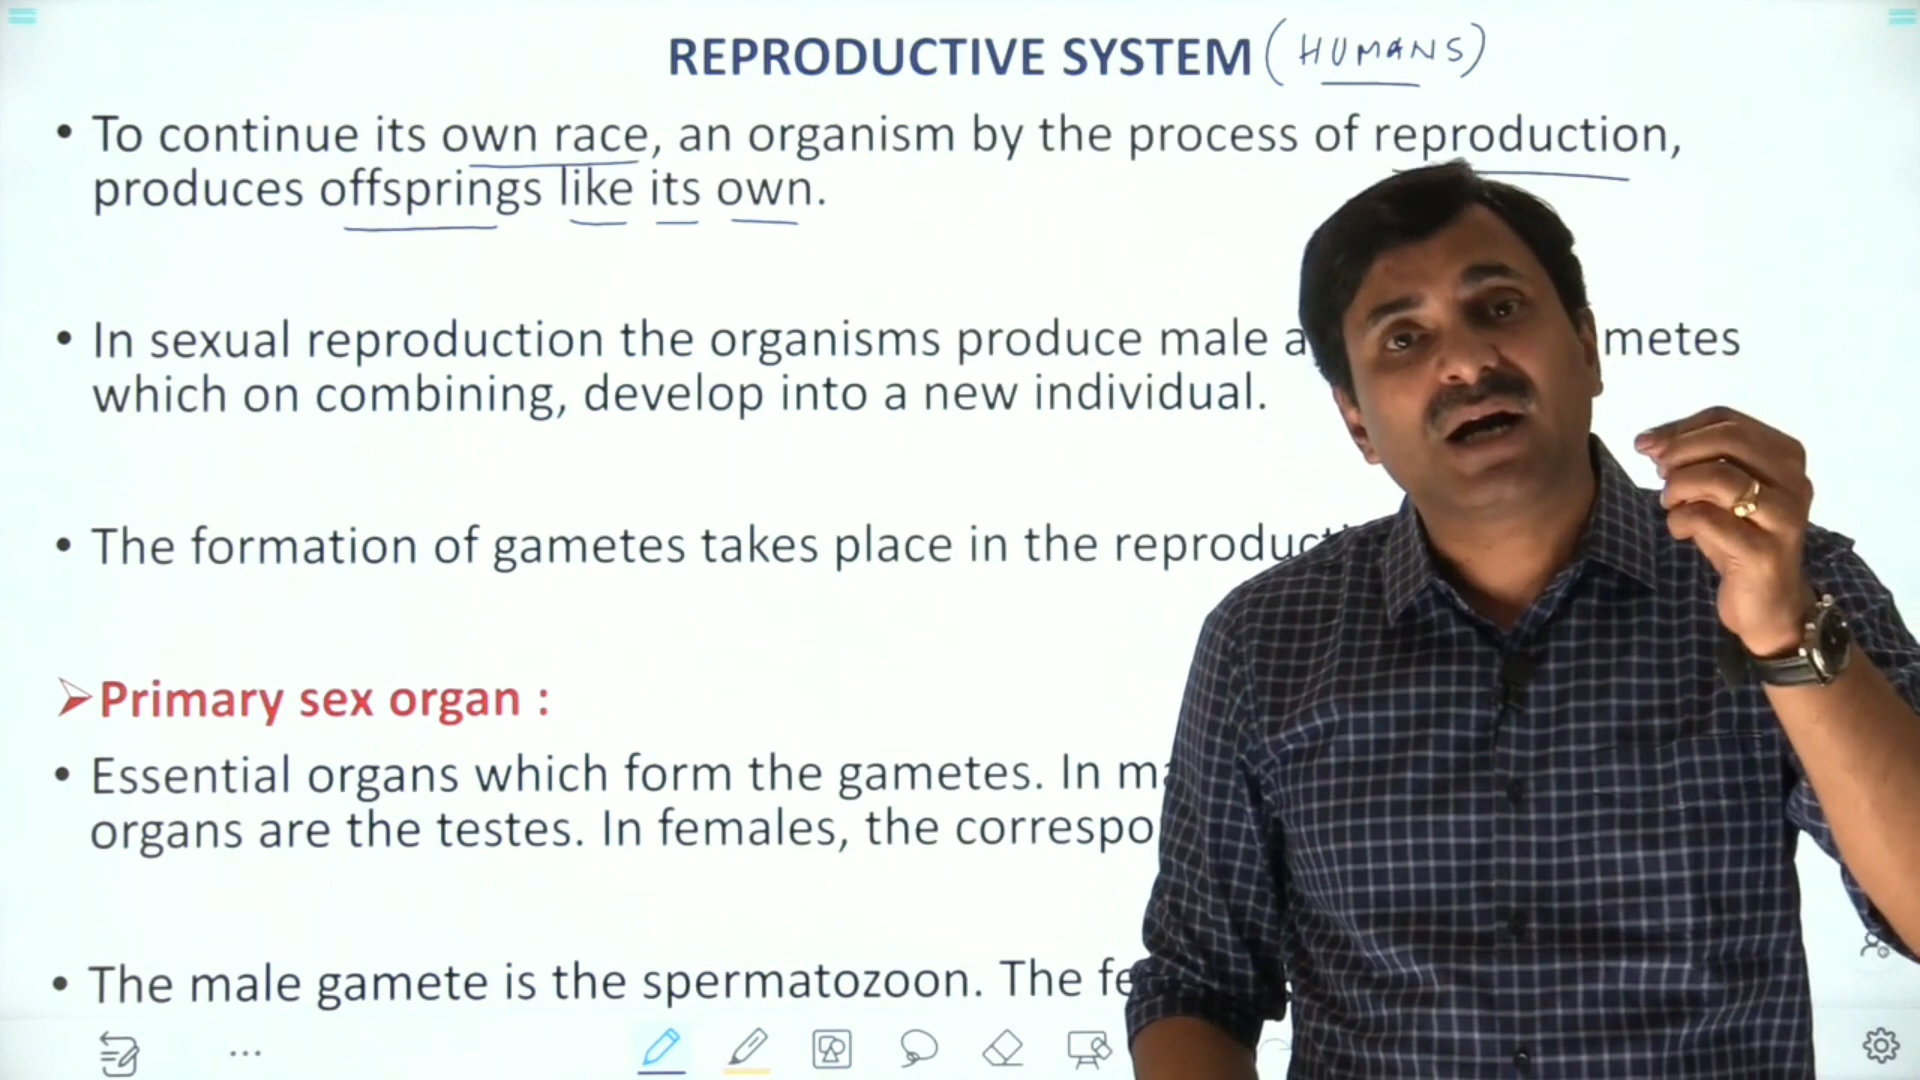 REPRODUCTIVE SYSTEM (HUMANS)
• To continue its own race, an organism by the process of reproduction,
produces offsprings like its own.
• In sexual reproduction the organisms produce male a metes
which on combining, develop into a new individual.
• The formation of gametes takes place in the reproducti
➢Primary sex organ :
• Essential organs which form the gametes. In ma
organs are the testes. In females, the correspo
• The male gamete is the spermatozoon. The fe